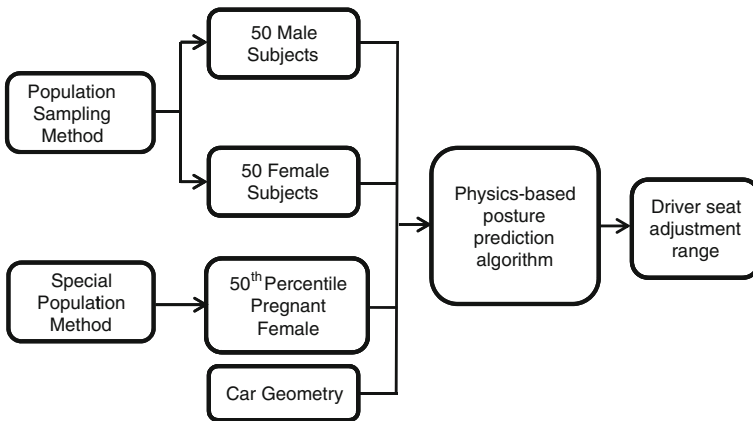 50 Male
Subjects
Population
Sampling
Method
50 Female
Subjects
Physics-based
posture
prediction
algorithm
Driver seat
adjustment
range
Special
Population
Method
50th Percentile
Pregnant
Female
Car Geometry